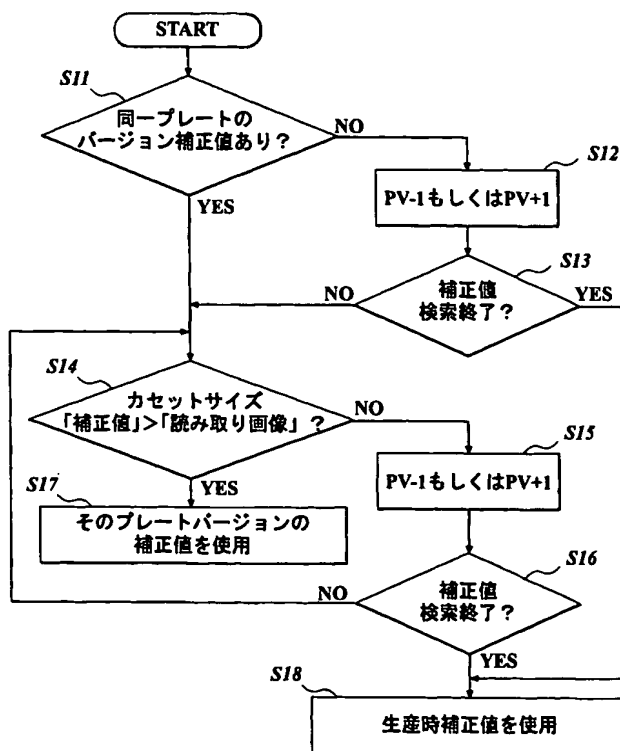 START
S11
同一プレートの
バージョン補正値あり？
NO
YES
S12
PV-1もしくはPV+1
S13
補正値
検索終了？
NO
YES
S14
カセットサイズ
「補正値」>「読み取り画像」？
NO
YES
S15
PV-1もしくはPV+1
S17
そのプレートバージョンの
補正値を使用
S16
補正値
検索終了？
NO
YES
S18
生産時補正値を使用